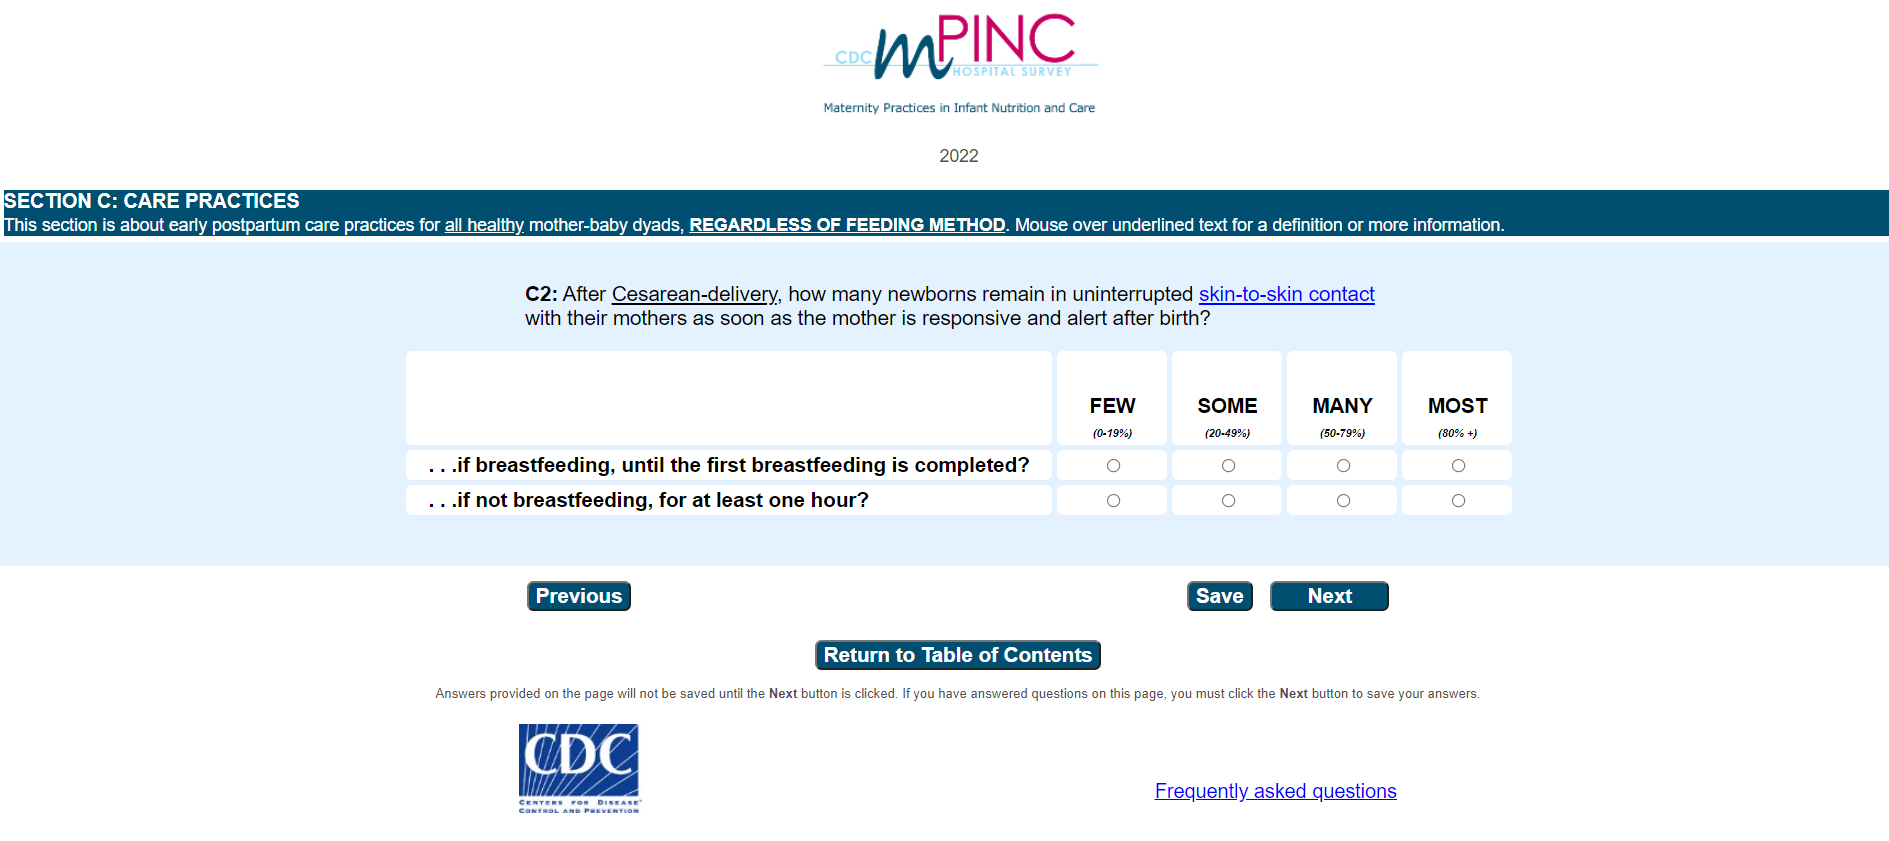 CDC mPINC
HOSPITAL SURVEY
Maternity Practices in Infant Nutrition and Care
2022
SECTION C: CARE PRACTICES
This section is about early postpartum care practices for all healthy mother-baby dyads, REGARDLESS OF FEEDING METHOD. Mouse over underlined text for a definition or more information.
C2: After Cesarean-delivery, how many newborns remain in uninterrupted skin-to-skin contact
with their mothers as soon as the mother is responsive and alert after birth?
FEW SOME MANY MOST
(0-19%) (20-49%) (50-79%) (80% +)
. . .if breastfeeding, until the first breastfeeding is completed?
. . .if not breastfeeding, for at least one hour?
Previous Save Next
Return to Table of Contents
Answers provided on the page will not be saved until the Next button is clicked. If you have answered questions on this page, you must click the Next button to save your answers.
CDC
CENTERS FOR DISEASE
CONTROL AND PREVENTION
Frequently asked questions